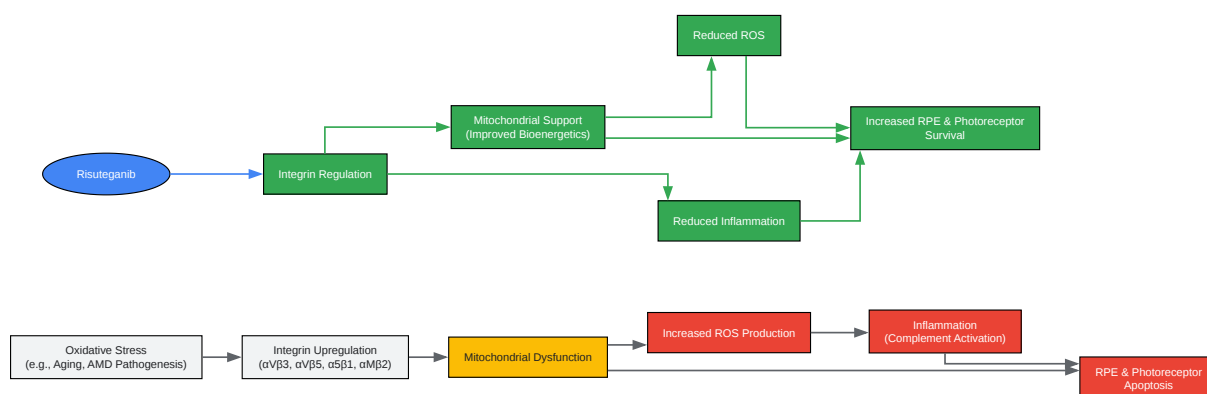 Reduced ROS
Mitochondrial Support
(Improved Bioenergetics)
Increased RPE & Photoreceptor
Survival
Risuteganib
Integrin Regulation
Reduced Inflammation
Oxidative Stress
(e.g., Aging, AMD Pathogenesis)
Integrin Upregulation
(αVβ3, αVβ5, α5β1, αMβ2)
Mitochondrial Dysfunction
Increased ROS Production
Inflammation
(Complement Activation)
RPE & Photoreceptor
Apoptosis